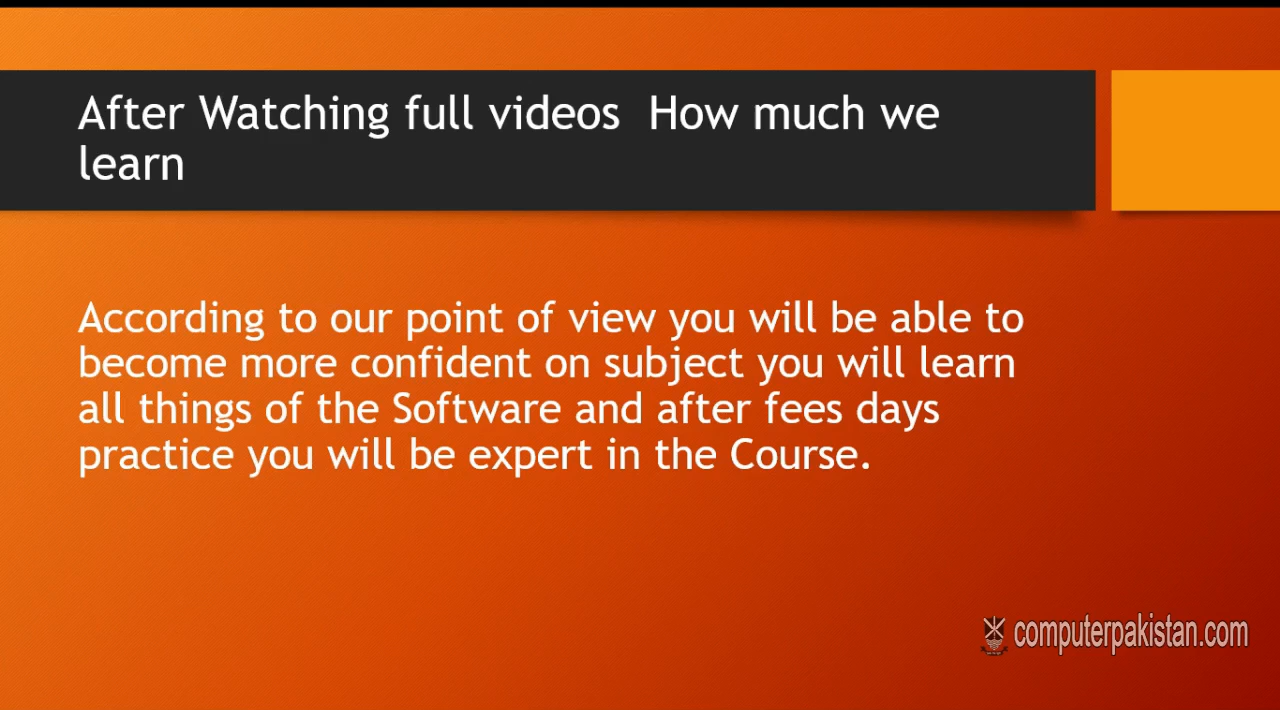 After Watching full videos  How much we
learn
According to our point of view you will be able to
become more confident on subject you will learn
all things of the Software and after fees days
practice you will be expert in the Course.
computerpakistan.com